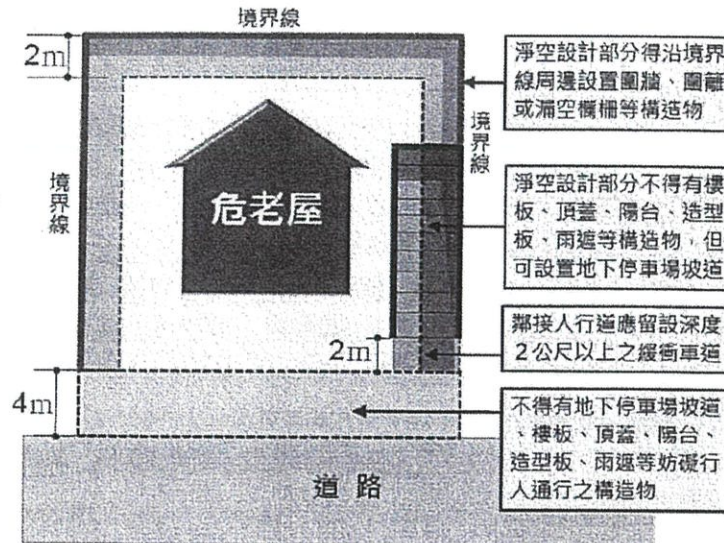 境界線
2m
淨空設計部分得沿境界
線周邊設置圍牆、圍籬
或漏空欄柵等構造物
境界線
境界線
危老屋
淨空設計部分不得有樓
板、頂蓋、陽台、造型
板、雨遮等構造物，但
可設置地下停車場坡道
2m
鄰接人行道應留設深度
2公尺以上之緩衝車道
4m
不得有地下停車場坡道
、樓板、頂蓋、陽台、
造型板、雨遮等妨礙行
人通行之構造物
道路